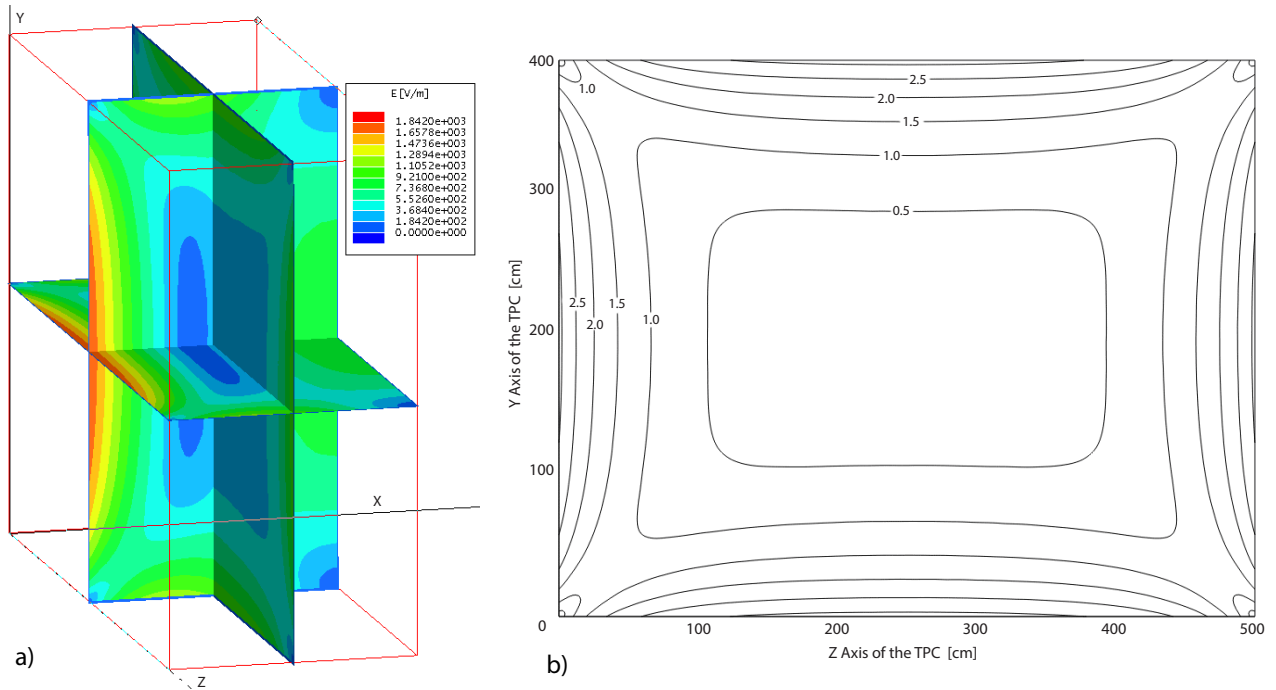 Y
E [V/m]
1.8420e+003
1.6578e+003
1.4736e+003
1.2894e+003
1.1052e+003
9.2100e+002
7.3680e+002
5.5260e+002
3.6840e+002
1.8420e+002
0.0000e+000
X
Z
a)
400
300
200
100
0
Y Axis of the TPC [cm]
1.0
2.5
2.0
1.5
1.0
0.5
2.5
2.0
1.5
1.0
100
200
300
400
500
Z Axis of the TPC [cm]
b)